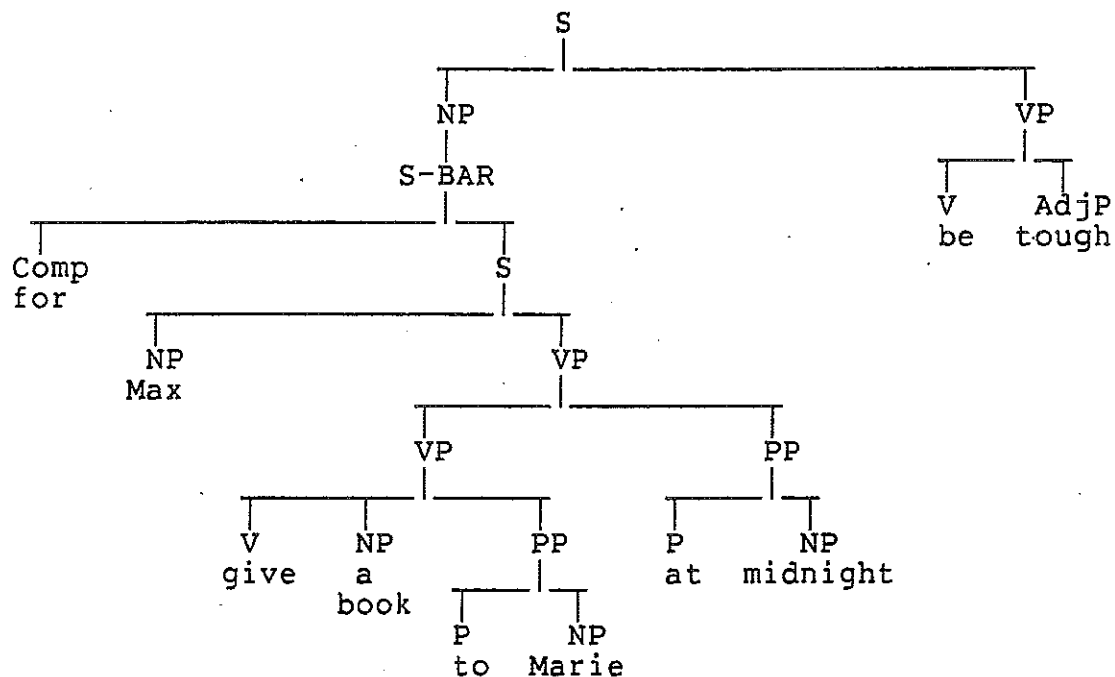 S
NP VP
S-BAR
V AdjP
be tough
Comp S
for
NP VP
Max
VP PP
V NP PP P NP
give a at midnight
book
P NP
to Marie